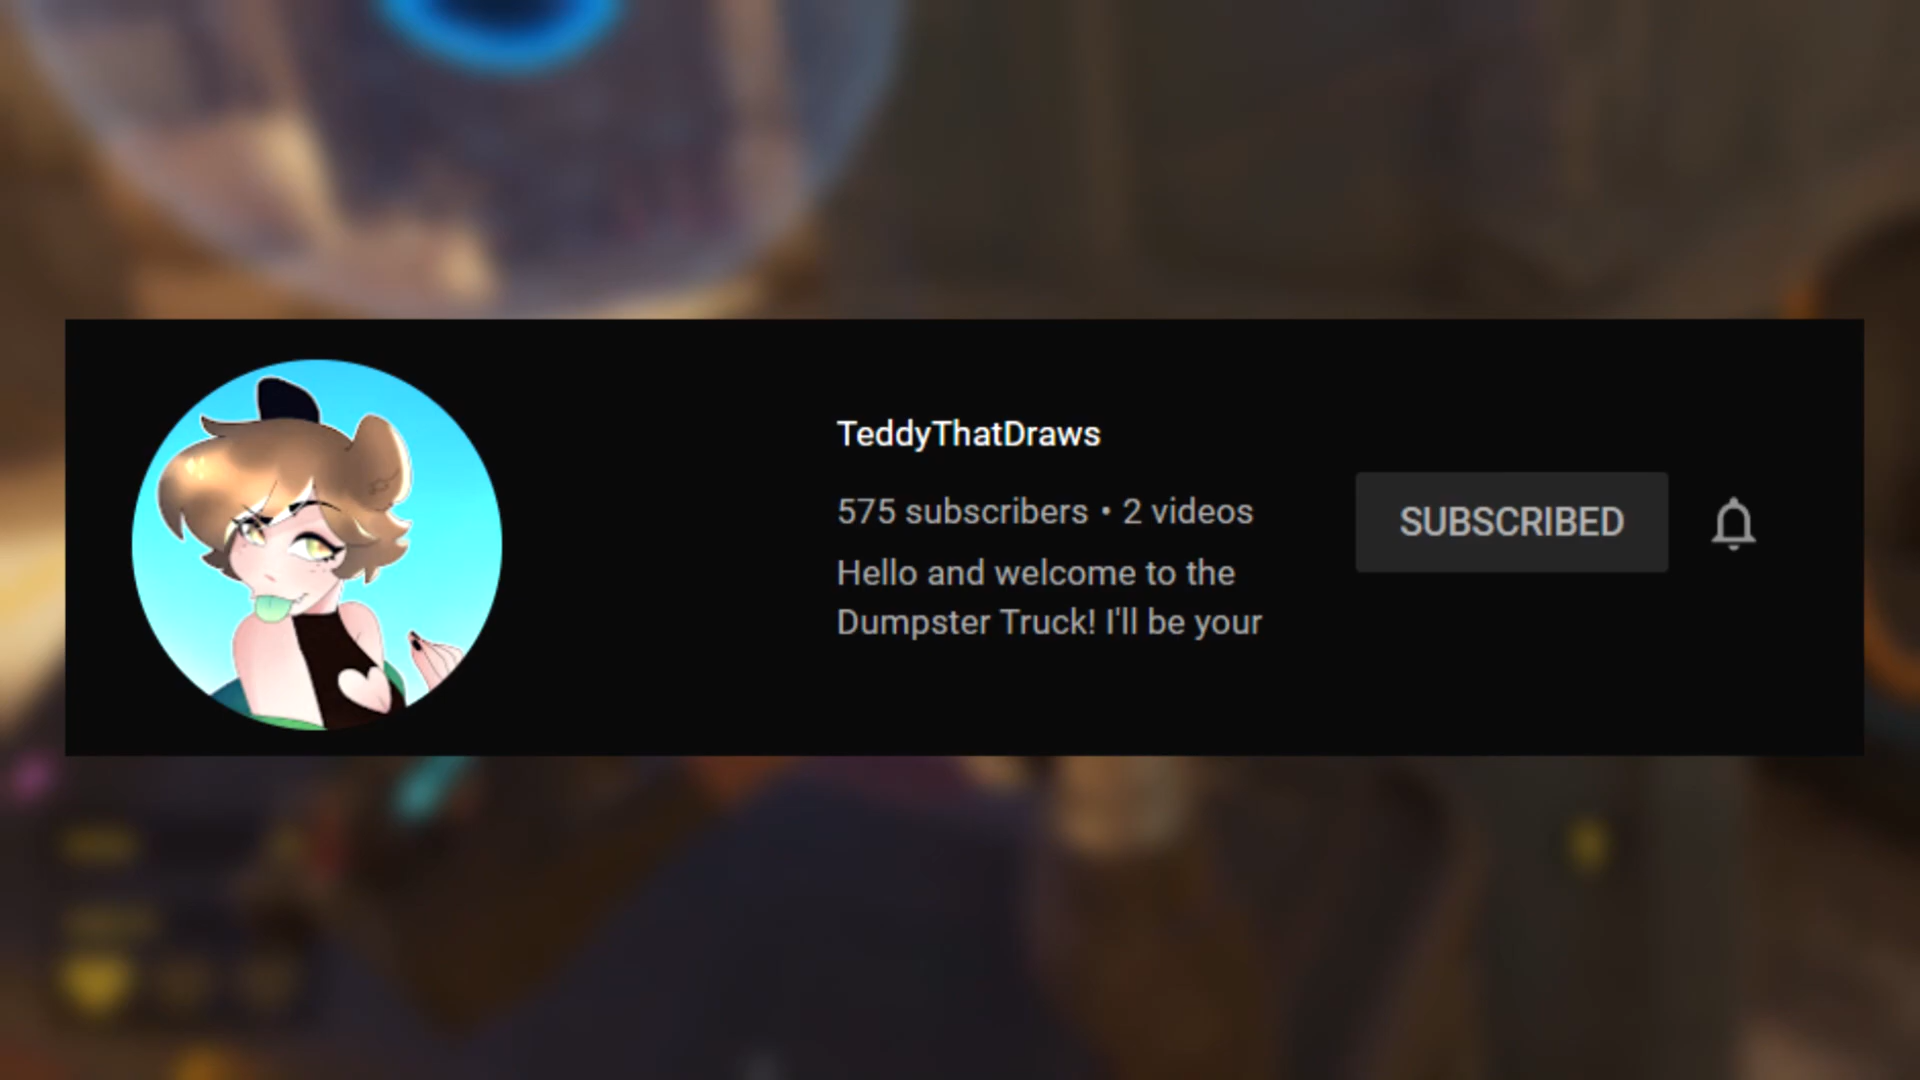 TeddyThatDraws
575 subscribers • 2 videos
SUBSCRIBED
Hello and welcome to the
Dumpster Truck! I'll be your